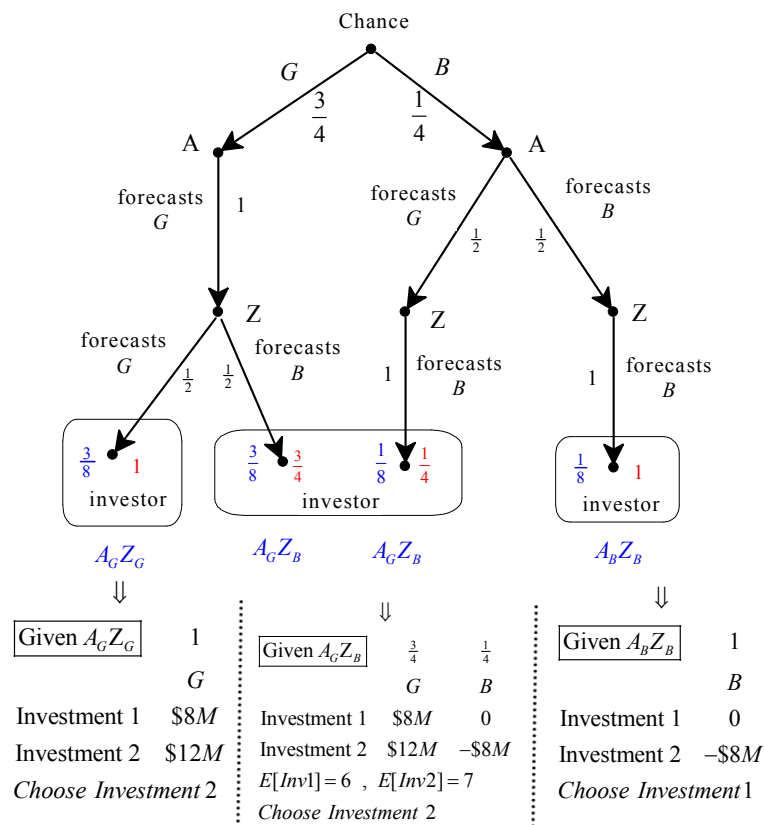 Chance
G B
3/4 1/4
A A
forecasts G 1 forecasts G 1/2 1/2 forecasts B
Z Z Z
forecasts G 1/2 1/2 forecasts B 1 forecasts B 1 forecasts B
3/8 1 3/8 3/4 1/8 1/4 1/8 1
investor investor investor
A_G Z_G A_G Z_B A_G Z_B A_B Z_B
⇓ ⇓ ⇓
Given A_G Z_G 1
G
Investment 1 $8M
Investment 2 $12M
Choose Investment 2
Given A_G Z_B 3/4 1/4
G B
Investment 1 $8M 0
Investment 2 $12M −$8M
E[Inv1] = 6 , E[Inv2] = 7
Choose Investment 2
Given A_B Z_B 1
B
Investment 1 0
Investment 2 −$8M
Choose Investment 1